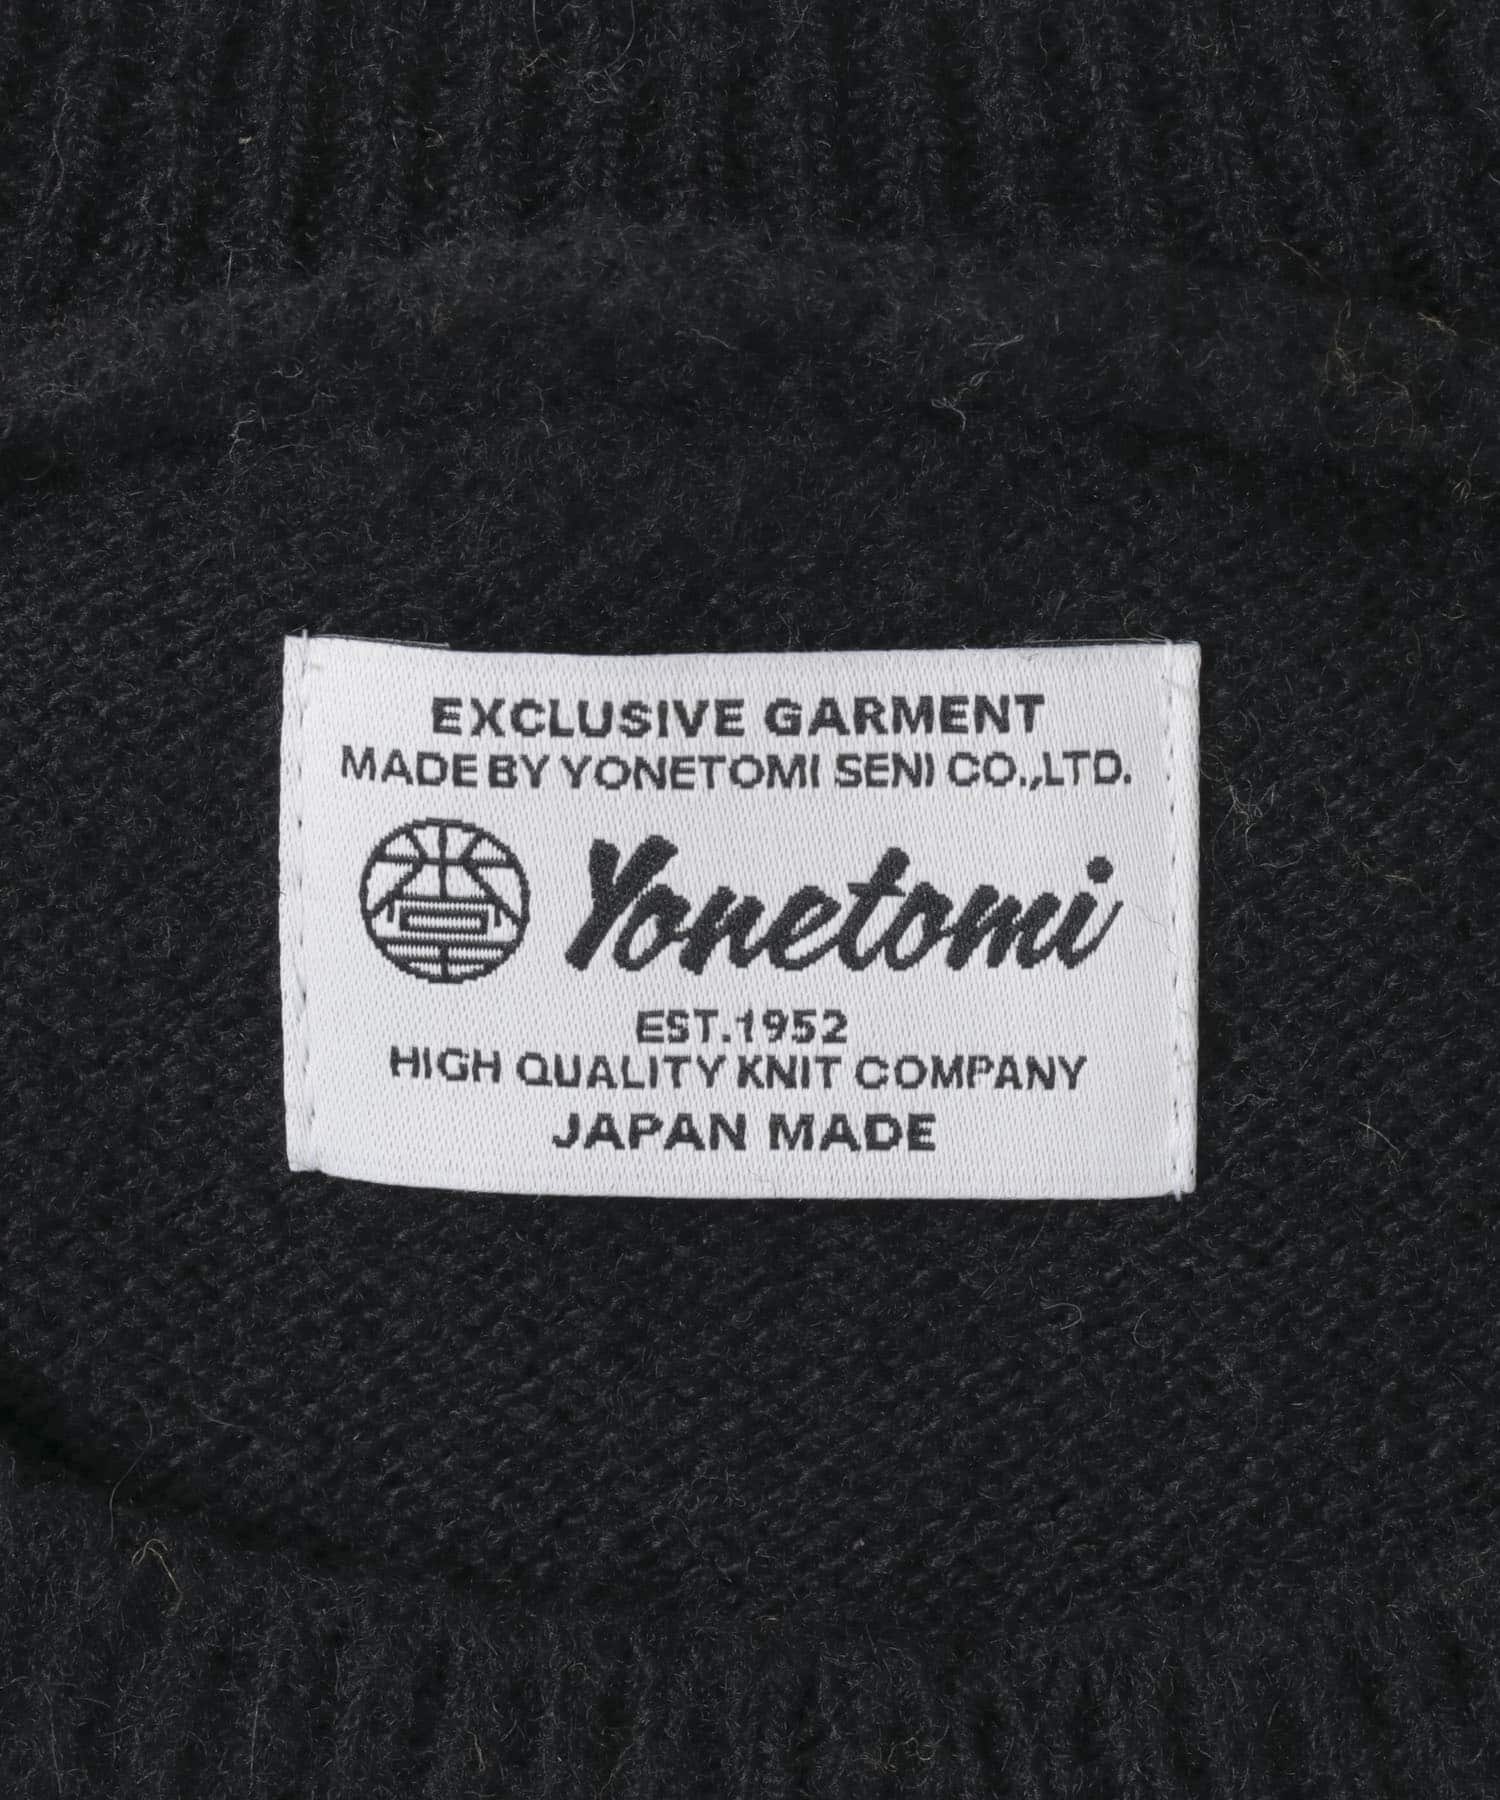 EXCLUSIVE GARMENT
MADE BY YONETOMI SENI CO.,LTD.
Yonetomi
EST.1952
HIGH QUALITY KNIT COMPANY
JAPAN MADE